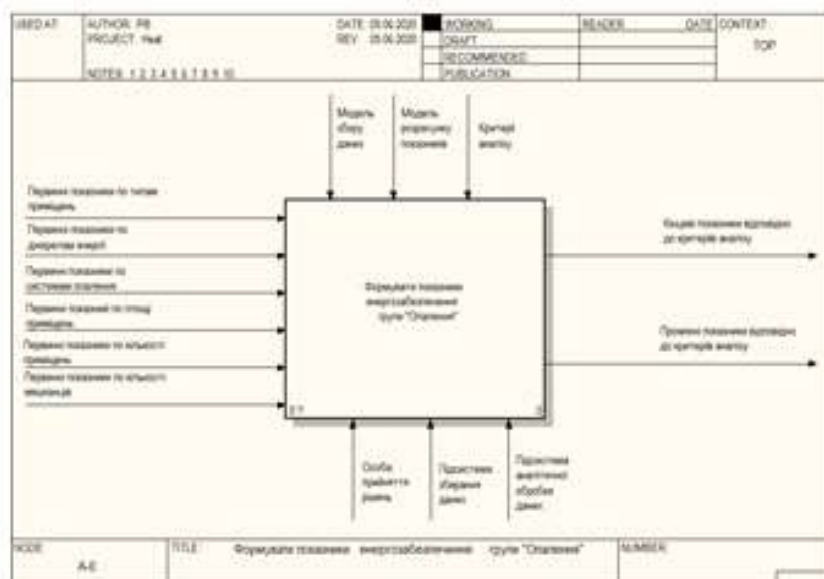 USED AT:
AUTHOR: PB
DATE: 05.06.2020
WORKING
READER
DATE
CONTEXT:
PROJECT: Heat
REV: 05.06.2020
DRAFT
TOP
RECOMMENDED
NOTES: 1 2 3 4 5 6 7 8 9 10
PUBLICATION
Модель
збору
даних
Модель
розрахунку
показників
Критерії
аналізу
Первинні показники по типам
приміщень
Первинні показники по
джерелам енергії
Первинні показники по
системам опалення
Первинні показники по площі
приміщень
Первинні показники по кількості
приміщень
Первинні показники по кількості
мешканців
Формувати показники
енергозабезпечення
групи "Опалення"
Кінцеві показники відповідно
до критеріїв аналізу
Проміжні показники відповідно
до критеріїв аналізу
Особа
прийняття
рішень
Підсистема
збирання
даних
Підсистема
аналітичної
обробки
даних
NODE:
TITLE:
Формувати показники енергозабезпечення групи "Опалення"
NUMBER: